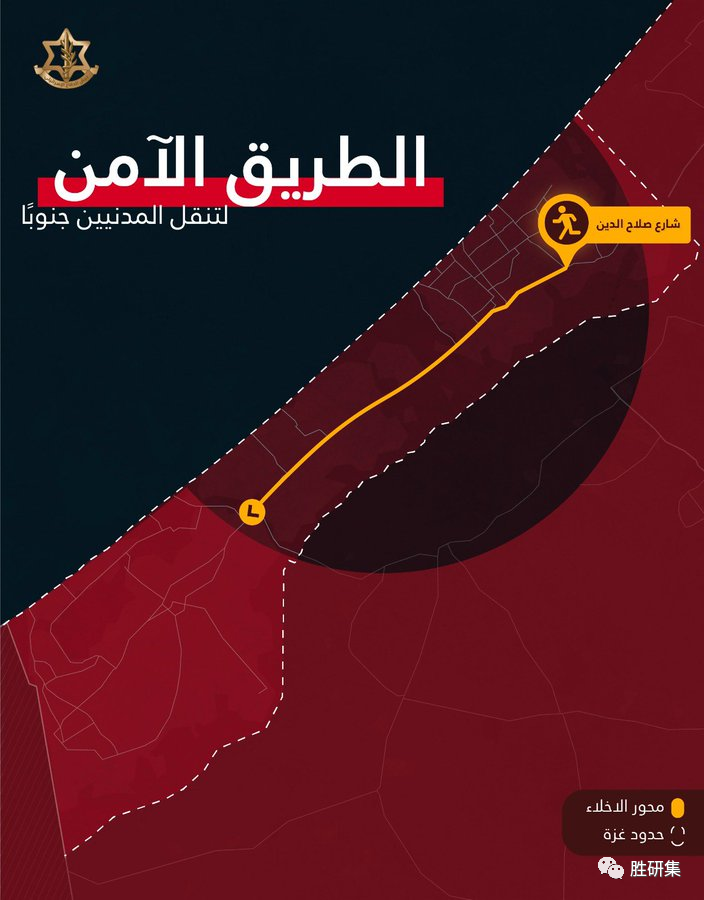 الطريق الآمن
لتنقل المدنيين جنوبًا
شارع صلاح الدين
محور الاخلاء
حدود غزة
胜研集